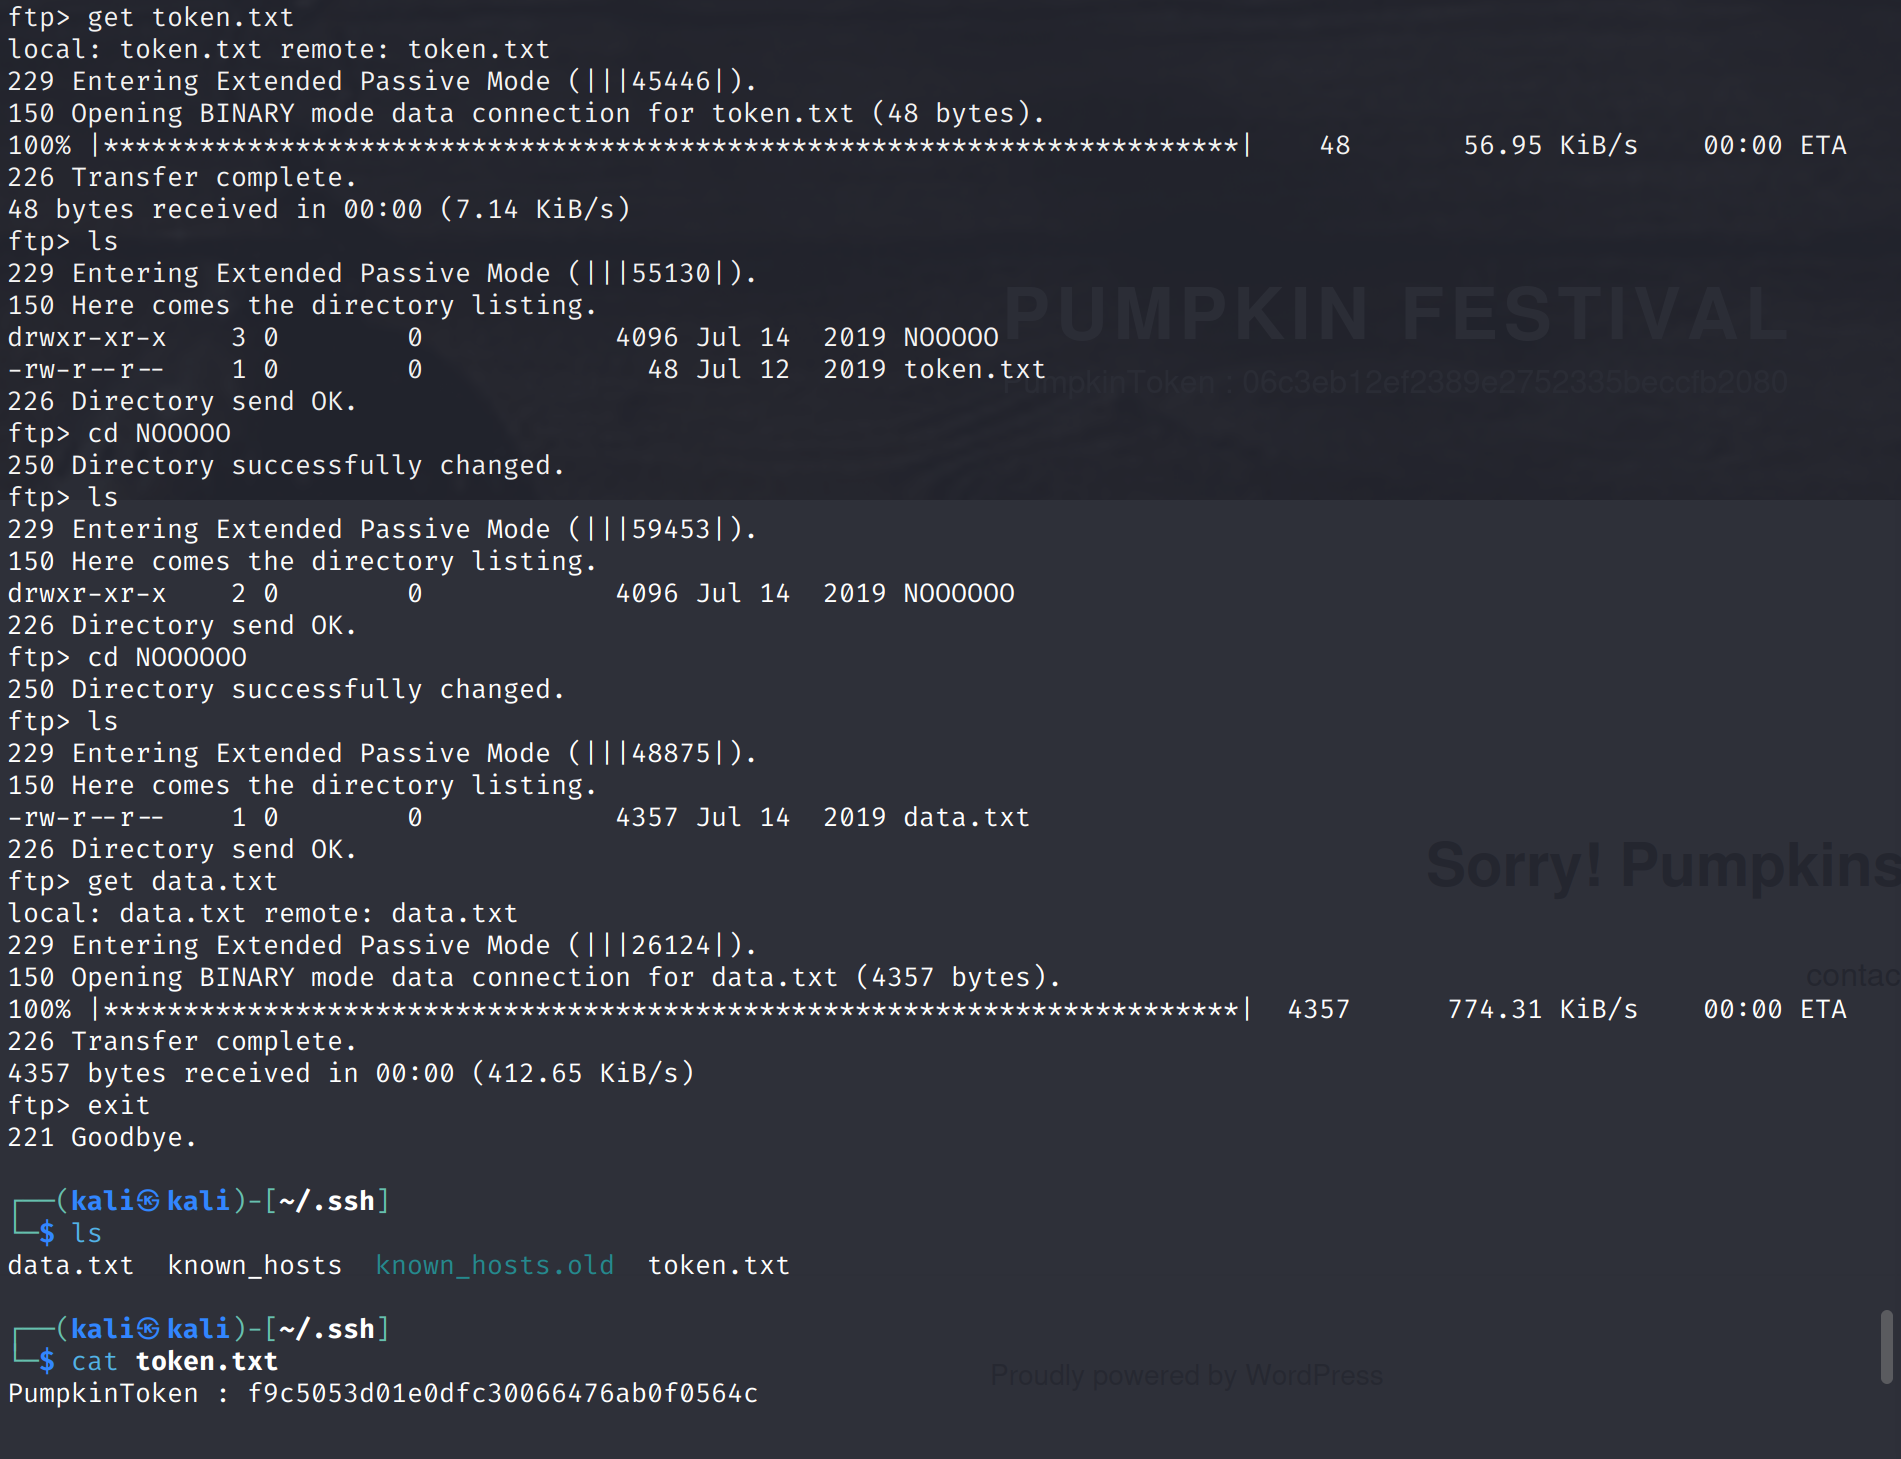 ftp> get token.txt
local: token.txt remote: token.txt
229 Entering Extended Passive Mode (|||45446|).
150 Opening BINARY mode data connection for token.txt (48 bytes).
100% |***********************************************************************| 48 56.95 KiB/s 00:00 ETA
226 Transfer complete.
48 bytes received in 00:00 (7.14 KiB/s)
ftp> ls
229 Entering Extended Passive Mode (|||55130|).
150 Here comes the directory listing.
PUMPKIN FESTIVAL
drwxr-xr-x 3 0 0 4096 Jul 14 2019 NOOOOO
-rw-r--r-- 1 0 0 48 Jul 12 2019 token.txt
PumpkinToken : 06c3eb12ef2389e2752335beccfb2080
226 Directory send OK.
ftp> cd NOOOOO
250 Directory successfully changed.
ftp> ls
229 Entering Extended Passive Mode (|||59453|).
150 Here comes the directory listing.
drwxr-xr-x 2 0 0 4096 Jul 14 2019 NOOOOOO
226 Directory send OK.
ftp> cd NOOOOOO
250 Directory successfully changed.
ftp> ls
229 Entering Extended Passive Mode (|||48875|).
150 Here comes the directory listing.
-rw-r--r-- 1 0 0 4357 Jul 14 2019 data.txt
226 Directory send OK.
Sorry! Pumpkins
ftp> get data.txt
local: data.txt remote: data.txt
229 Entering Extended Passive Mode (|||26124|).
150 Opening BINARY mode data connection for data.txt (4357 bytes).
contac
100% |***********************************************************************| 4357 774.31 KiB/s 00:00 ETA
226 Transfer complete.
4357 bytes received in 00:00 (412.65 KiB/s)
ftp> exit
221 Goodbye.
┌──(kali㉿kali)-[~/.ssh]
└─$ ls
data.txt known_hosts known_hosts.old token.txt
┌──(kali㉿kali)-[~/.ssh]
└─$ cat token.txt
Proudly powered by WordPress
PumpkinToken : f9c5053d01e0dfc30066476ab0f0564c